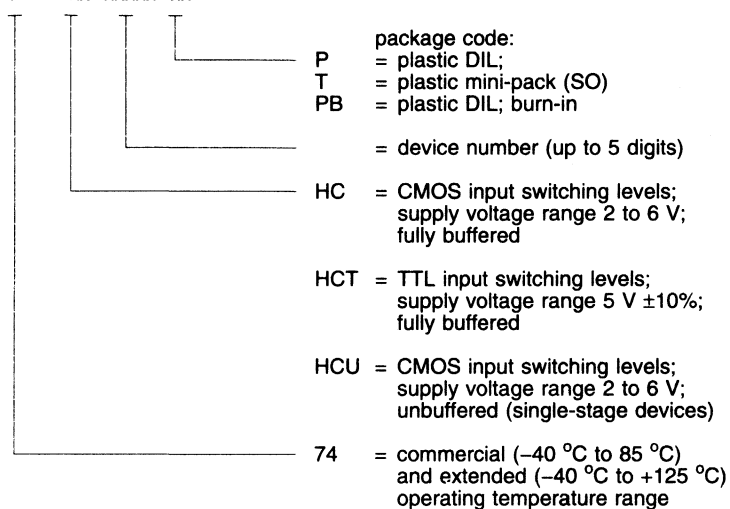 package code:
P = plastic DIL;
T = plastic mini-pack (SO)
PB = plastic DIL; burn-in
= device number (up to 5 digits)
HC = CMOS input switching levels;
supply voltage range 2 to 6 V;
fully buffered
HCT = TTL input switching levels;
supply voltage range 5 V ±10%;
fully buffered
HCU = CMOS input switching levels;
supply voltage range 2 to 6 V;
unbuffered (single-stage devices)
74 = commercial (–40 °C to 85 °C)
and extended (–40 °C to +125 °C)
operating temperature range